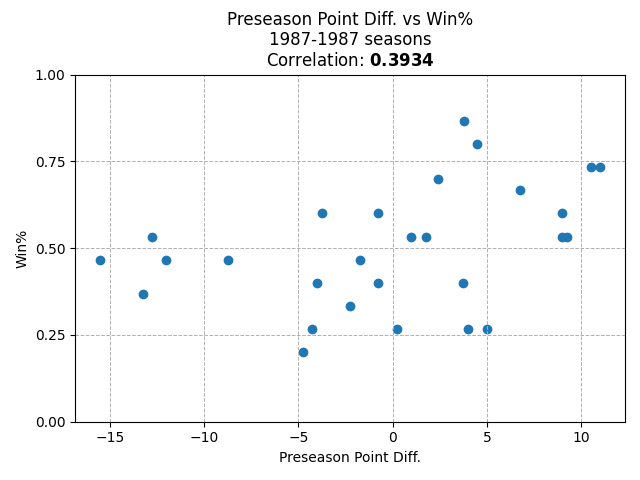 Preseason Point Diff. vs Win%
1987-1987 seasons
Correlation: 0.3934
1.00
0.75
0.50
0.25
0.00
Win%
−15
−10
−5
0
5
10
Preseason Point Diff.